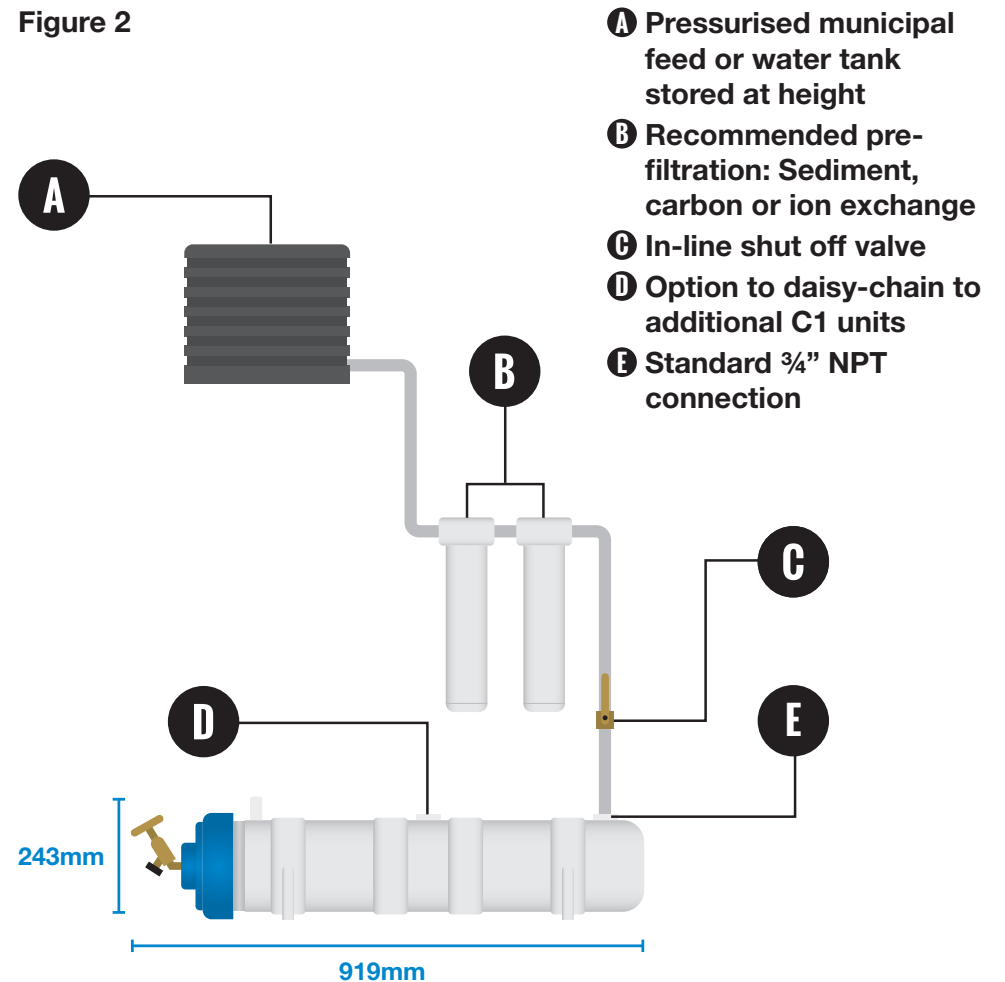 Figure 2
A Pressurised municipal
feed or water tank
stored at height
B Recommended pre-
filtration: Sediment,
carbon or ion exchange
C In-line shut off valve
D Option to daisy-chain to
additional C1 units
E Standard ¾” NPT
connection
A
B
C
D
E
243mm
919mm